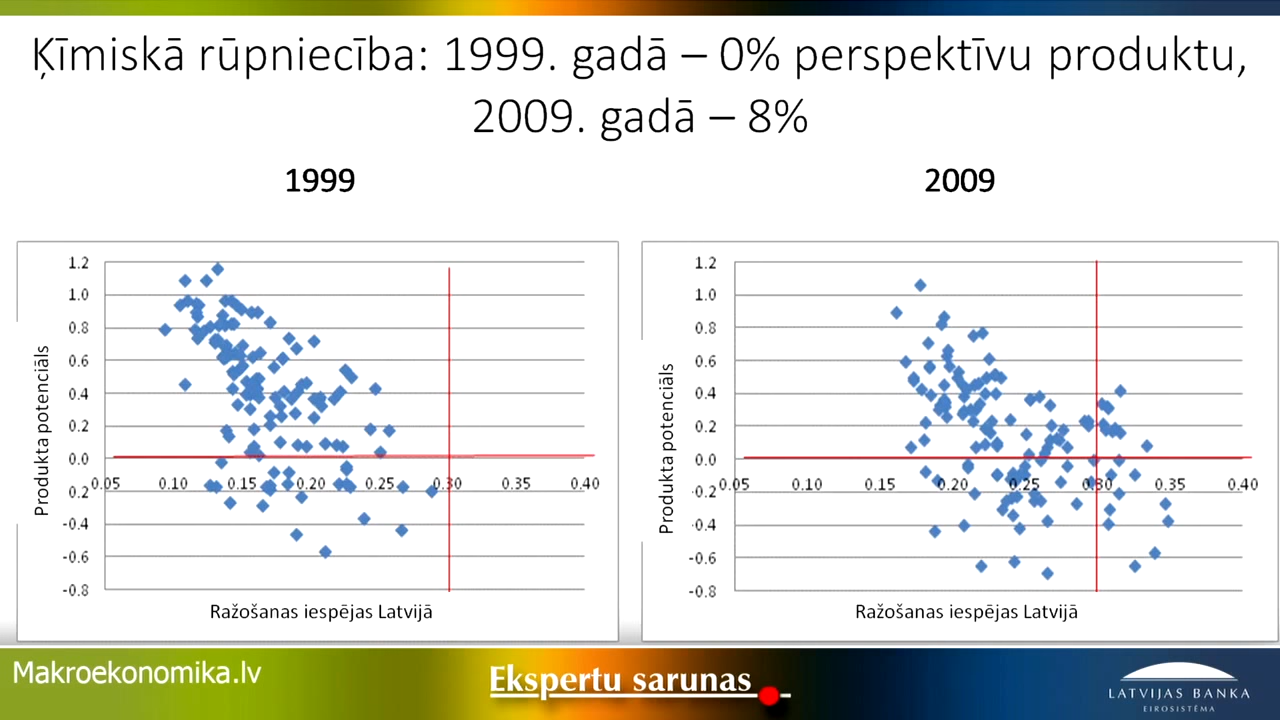 Ķīmiskā rūpniecība: 1999. gadā – 0% perspektīvu produktu,
2009. gadā – 8%
1999
2009
1.2
1.0
0.8
0.6
0.4
0.2
0.0
-0.2
-0.4
-0.6
-0.8
0.05 0.10 0.15 0.20 0.25 0.30 0.35 0.40
Produkta potenciāls
Ražošanas iespējas Latvijā
1.2
1.0
0.8
0.6
0.4
0.2
0.0
-0.2
-0.4
-0.6
-0.8
0.05 0.10 0.15 0.20 0.25 0.30 0.35 0.40
Produkta potenciāls
Ražošanas iespējas Latvijā
Makroekonomika.lv
Ekspertu sarunas
LATVIJAS BANKA
EIROSISTĒMA